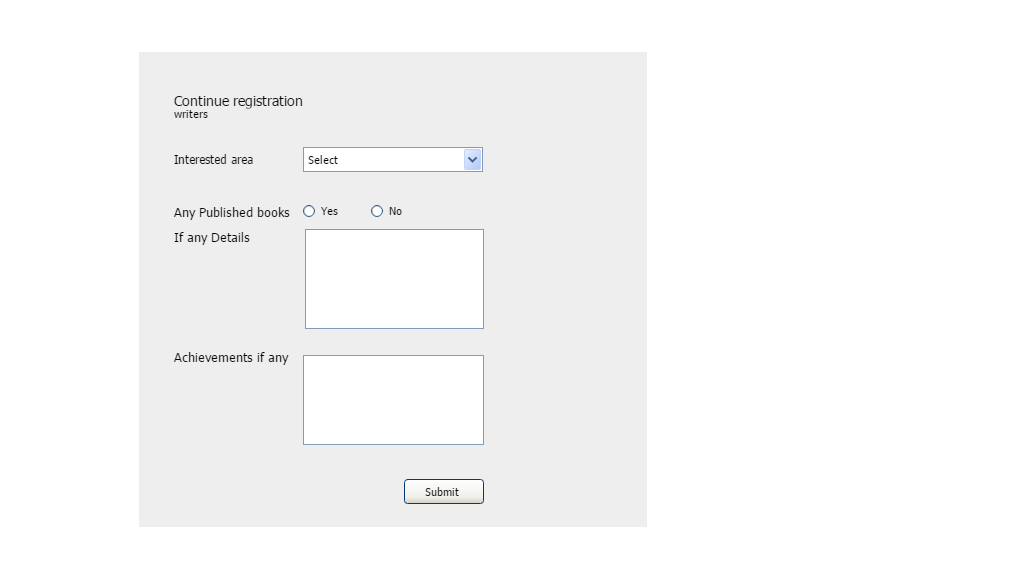 Continue registration
writers
Interested area Select
Any Published books Yes No
If any Details
Achievements if any
Submit